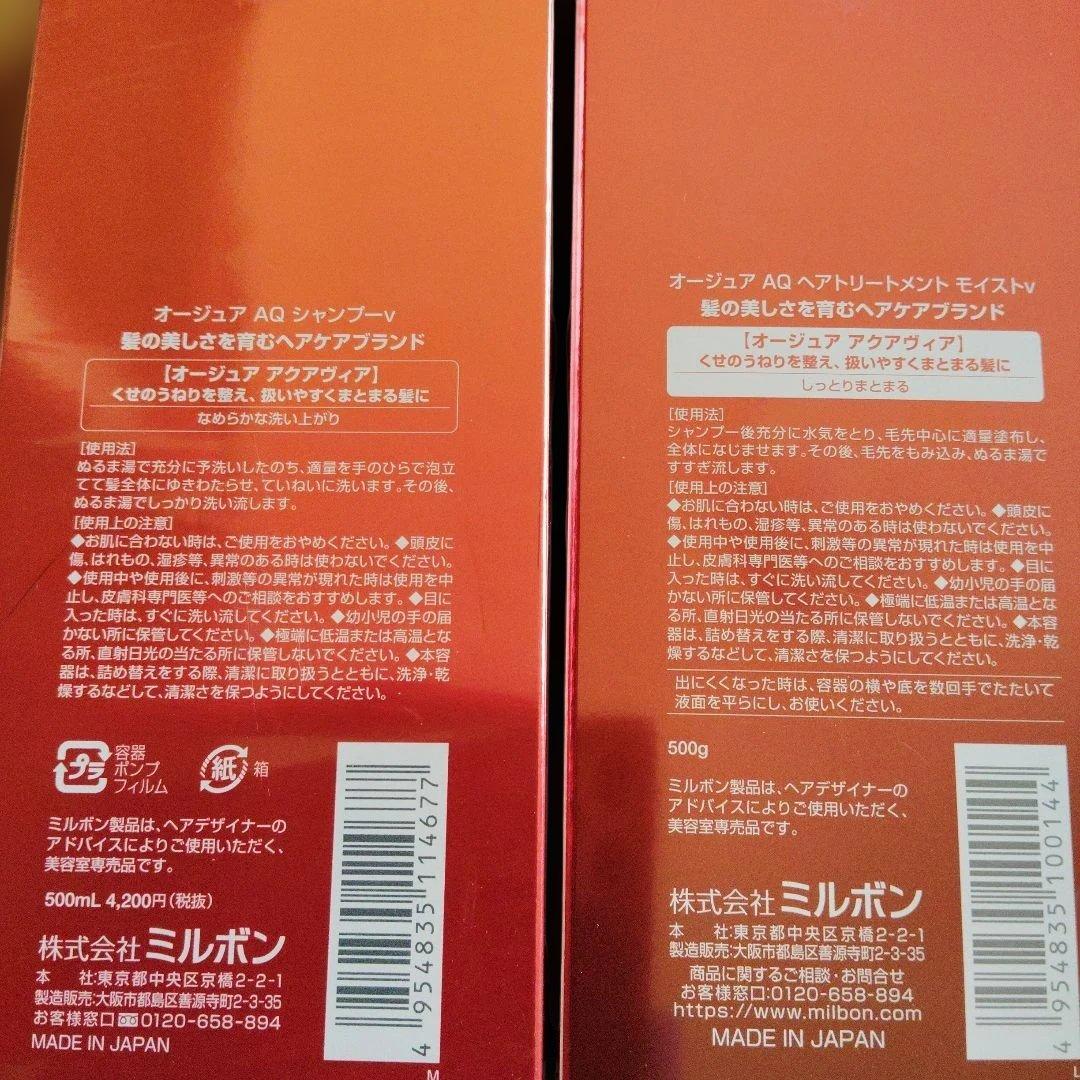 オージュア AQ シャンプーv
髪の美しさを育むヘアケアブランド
【オージュア アクアヴィア】
くせのうねりを整え、扱いやすくまとまる髪に
なめらかな洗い上がり
[使用法]
ぬるま湯で充分に予洗いしたのち、適量を手のひらで泡立
てて髪全体にゆきわたらせ、ていねいに洗います。その後、
ぬるま湯でしっかり洗い流します。
[使用上の注意]
◆お肌に合わない時は、ご使用をおやめください。◆頭皮に
傷、はれもの、湿疹等、異常のある時は使わないでください。
◆使用中や使用後に、刺激等の異常が現れた時は使用を中
止し、皮膚科専門医等へのご相談をおすすめします。◆目に
入った時は、すぐに洗い流してください。◆幼小児の手の届
かない所に保管してください。◆極端に低温または高温とな
る所、直射日光の当たる所に保管しないでください。◆本容
器は、詰め替えをする際、清潔に取り扱うとともに、洗浄・乾
燥するなどして、清潔さを保つようにしてください。
プラ
容器
ポンプ
フィルム
紙
箱
ミルボン製品は、ヘアデザイナーの
アドバイスによりご使用いただく、
美容室専売品です。
500mL 4,200円(税抜)
株式会社 ミルボン
本 社:東京都中央区京橋2-2-1
製造販売:大阪市都島区善源寺町2-3-35
お客様窓口 0120-658-894
MADE IN JAPAN
4954835114677
M
オージュア AQ ヘアトリートメント モイストv
髪の美しさを育むヘアケアブランド
【オージュア アクアヴィア】
くせのうねりを整え、扱いやすくまとまる髪に
しっとりまとまる
[使用法]
シャンプー後充分に水気をとり、毛先中心に適量塗布し、
全体になじませます。その後、毛先をもみ込み、ぬるま湯で
すすぎ流します。
[使用上の注意]
◆お肌に合わない時は、ご使用をおやめください。◆頭皮に
傷、はれもの、湿疹等、異常のある時は使わないでください。
◆使用中や使用後に、刺激等の異常が現れた時は使用を中
止し、皮膚科専門医等へのご相談をおすすめします。◆目に
入った時は、すぐに洗い流してください。◆幼小児の手の届
かない所に保管してください。◆極端に低温または高温とな
る所、直射日光の当たる所に保管しないでください。◆本容
器は、詰め替えをする際、清潔に取り扱うとともに、洗浄・乾
燥するなどして、清潔さを保つようにしてください。
出にくくなった時は、容器の横や底を数回手でたたいて
液面を平らにし、お使いください。
500g
ミルボン製品は、ヘアデザイナーの
アドバイスによりご使用いただく、
美容室専売品です。
株式会社 ミルボン
本 社:東京都中央区京橋2-2-1
製造販売:大阪市都島区善源寺町2-3-35
商品に関するご相談・お問合せ
お客様窓口:0120-658-894
https://www.milbon.com
MADE IN JAPAN
4954835100144
L